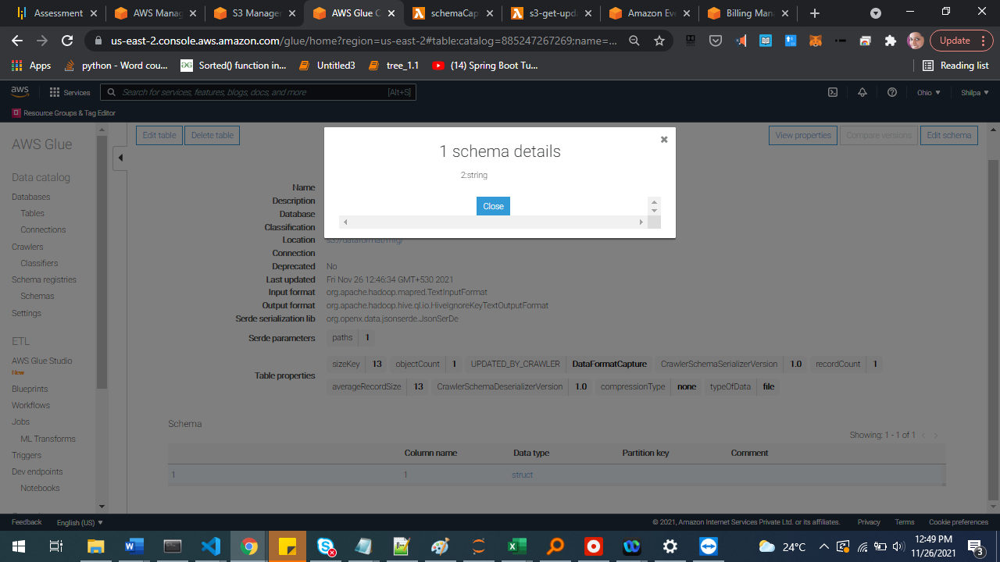 Assessment
AWS Manag
S3 Manager
AWS Glue C
schemaCap
s3-get-upda
Amazon Eve
Billing Mana
us-east-2.console.aws.amazon.com/glue/home?region=us-east-2#table:catalog=885247267269;name=...
Update
Apps
python - Word cou...
Sorted() function in...
Untitled3
tree_1.1
(14) Spring Boot Tu...
Reading list
aws
Services
Search for services, features, blogs, docs, and more
[Alt+S]
Ohio
Shilpa
Resource Groups & Tag Editor
AWS Glue
Data catalog
Databases
Tables
Connections
Crawlers
Classifiers
Schema registries
Schemas
Settings
ETL
AWS Glue Studio
New
Blueprints
Workflows
Jobs
ML Transforms
Triggers
Dev endpoints
Notebooks
Edit table
Delete table
View properties
Compare versions
Edit schema
1 schema details
2:string
Close
Name
Description
Database
Classification
Location s3://dataformat/mfg/
Connection
Deprecated No
Last updated Fri Nov 26 12:46:34 GMT+530 2021
Input format org.apache.hadoop.mapred.TextInputFormat
Output format org.apache.hadoop.hive.ql.io.HiveIgnoreKeyTextOutputFormat
Serde serialization lib org.openx.data.jsonserde.JsonSerDe
Serde parameters paths 1
Table properties
sizeKey 13 objectCount 1 UPDATED_BY_CRAWLER DataFormatCapture CrawlerSchemaSerializerVersion 1.0 recordCount 1
averageRecordSize 13 CrawlerSchemaDeserializerVersion 1.0 compressionType none typeOfData file
Schema
Showing: 1 - 1 of 1
Column name Data type Partition key Comment
1 1 struct
Feedback English (US)
© 2021, Amazon Internet Services Private Ltd. or its affiliates. Privacy Terms Cookie preferences
24°C
12:49 PM
11/26/2021
3